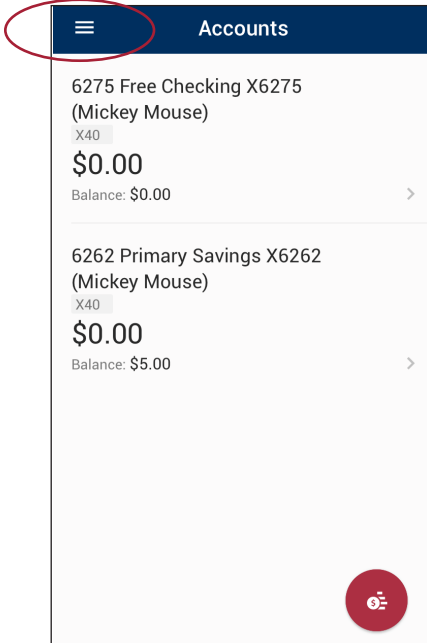 Accounts
6275 Free Checking X6275
(Mickey Mouse)
X40
$0.00
Balance: $0.00
6262 Primary Savings X6262
(Mickey Mouse)
X40
$0.00
Balance: $5.00